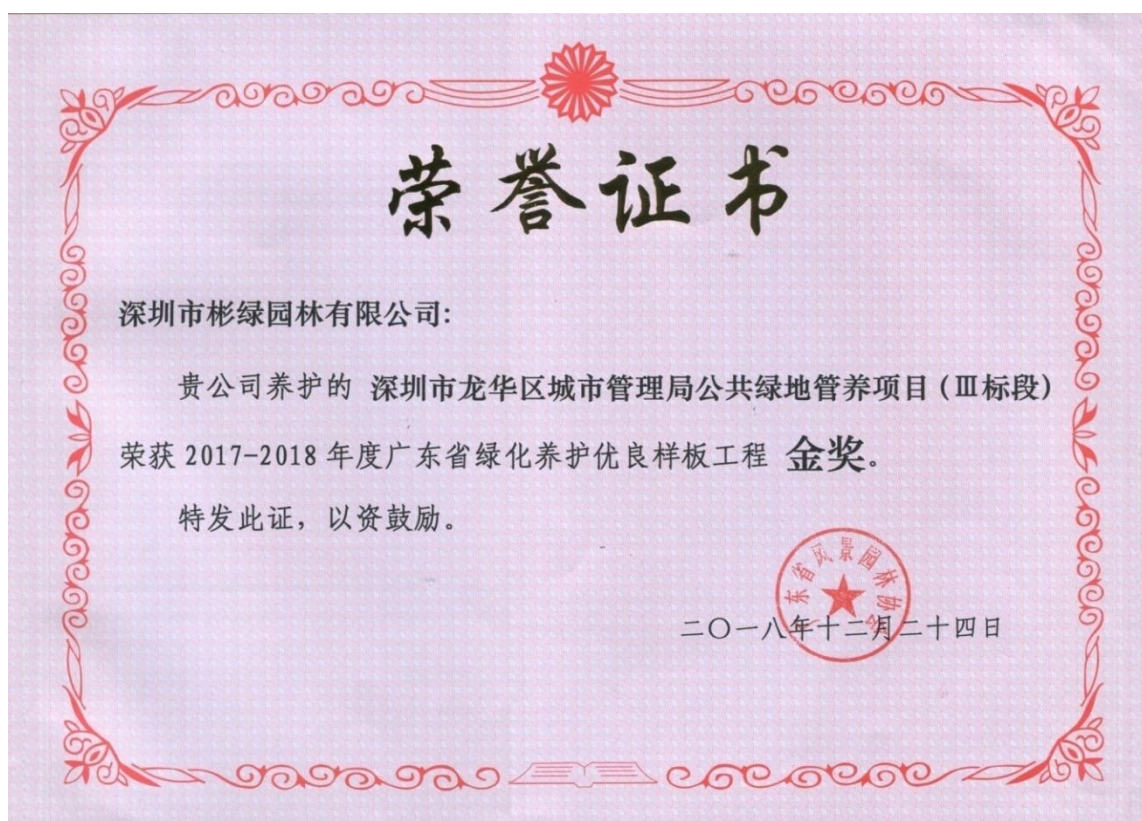 荣誉证书
深圳市彬绿园林有限公司:
贵公司养护的 深圳市龙华区城市管理局公共绿地管养项目(Ⅲ标段)
荣获 2017-2018 年度广东省绿化养护优良样板工程 金奖。
特发此证，以资鼓励。
广东省风景园林协会
二〇一八年十二月二十四日